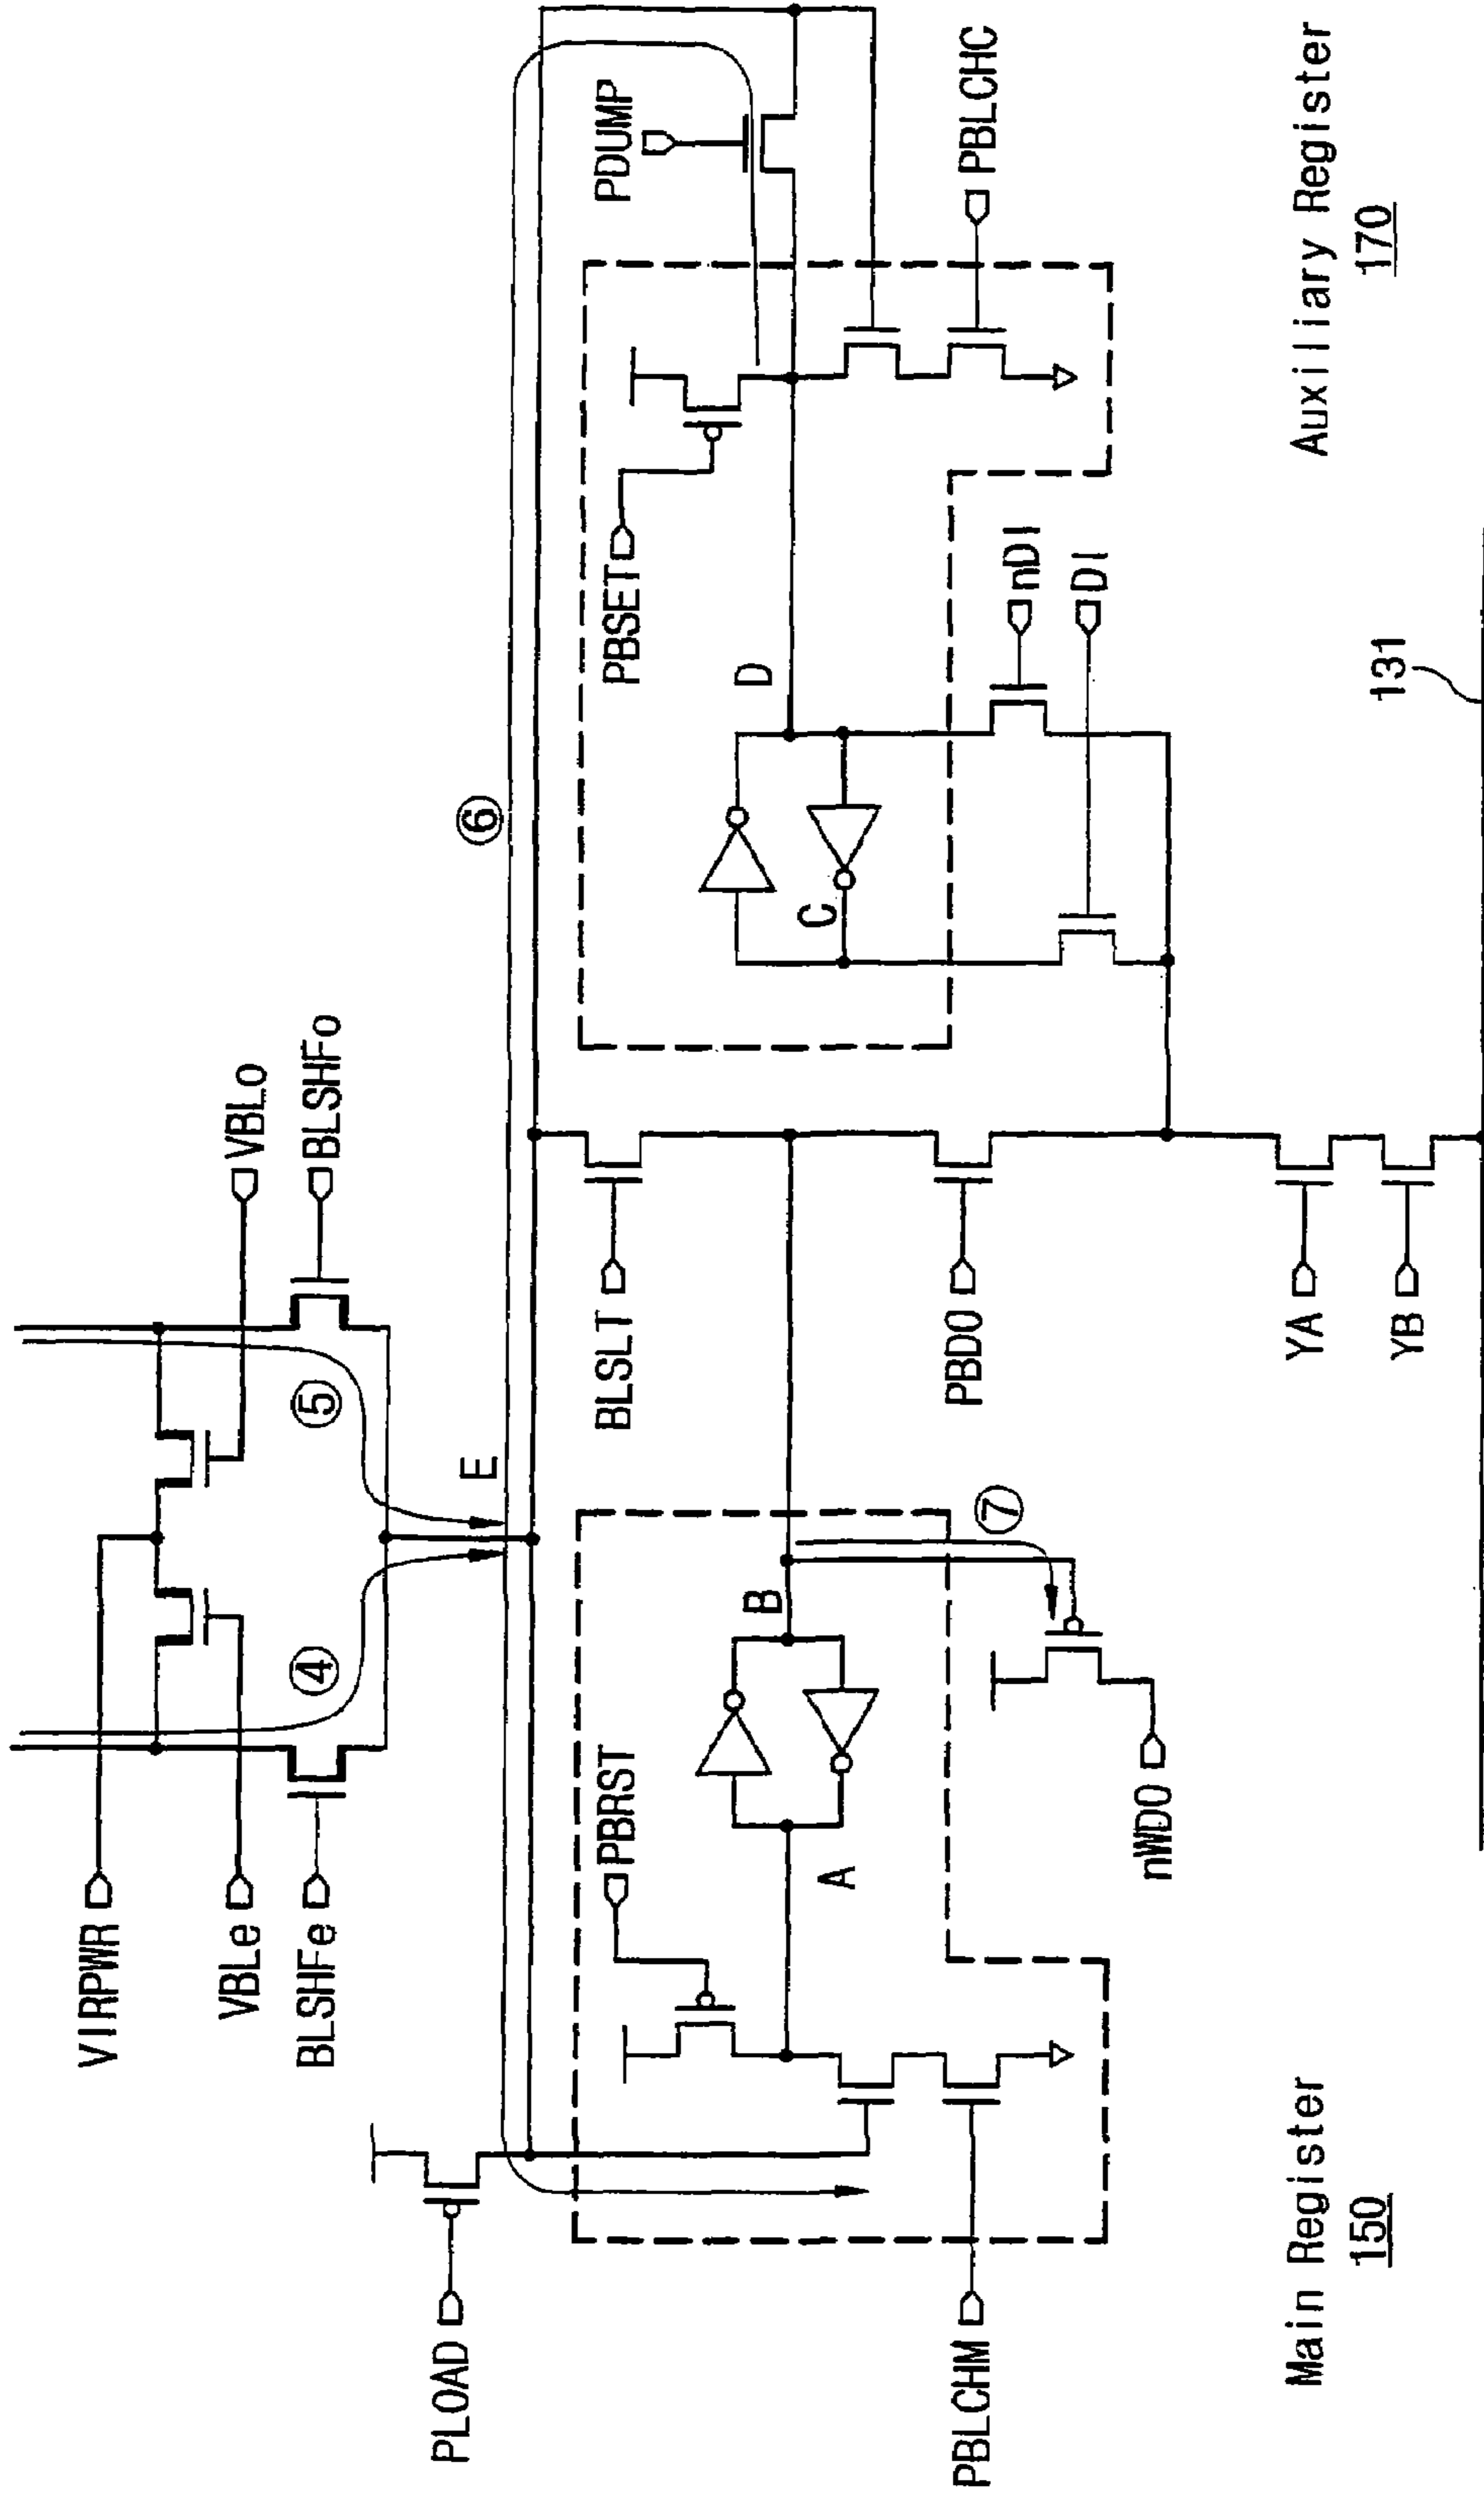 VIRPWR
VBLe
BLSHFe
VBLo
BLSHFo
④
⑤
E
⑥
PLOAD
PBRST
BLSLT
PBSET
PDUMP
A
B
C
D
PBLCHM
⑦
PBDO
nDI
DI
PBLCHC
nWDO
YA
YB
Main Register
150
Auxiliary Register
170
131